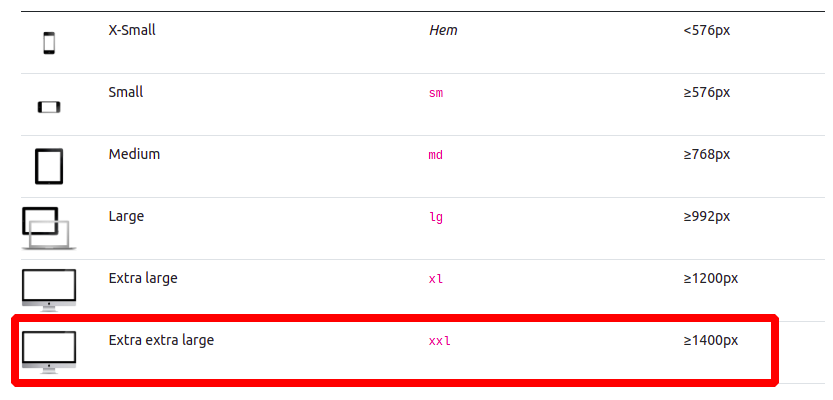 X-Small Hem <576px
Small sm ≥576px
Medium md ≥768px
Large lg ≥992px
Extra large xl ≥1200px
Extra extra large xxl ≥1400px